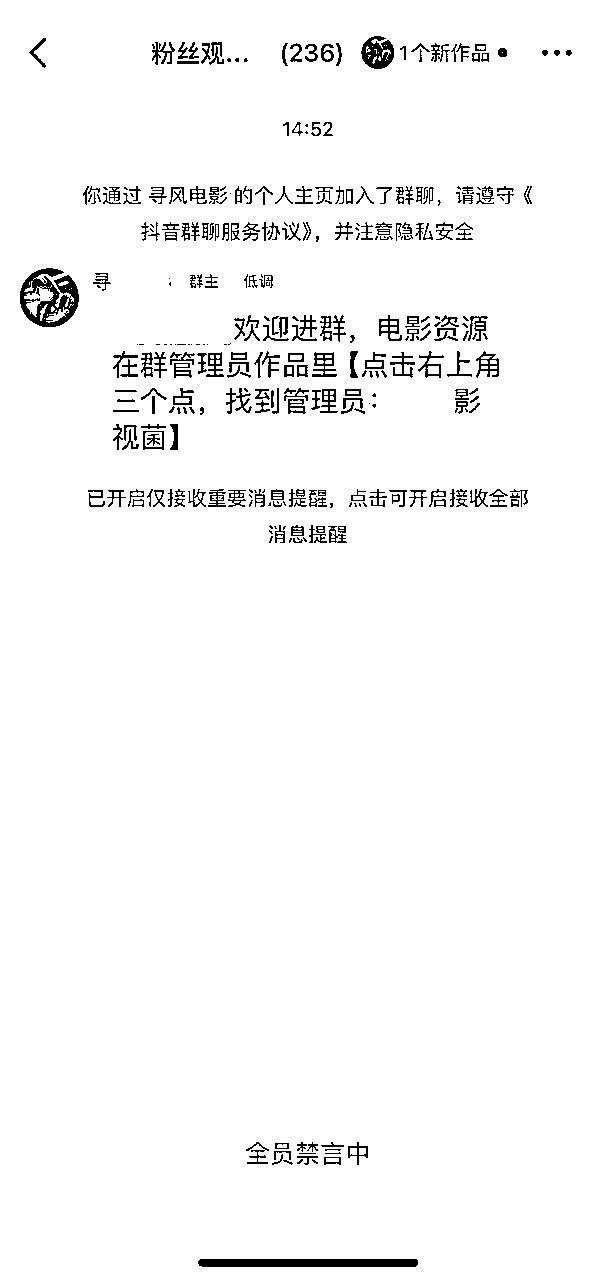 粉丝观... (236) 1个新作品
14:52
你通过 寻风电影 的个人主页加入了群聊，请遵守《
抖音群聊服务协议》，并注意隐私安全
寻 群主 低调
欢迎进群，电影资源
在群管理员作品里【点击右上角
三个点，找到管理员： 影
视菌】
已开启仅接收重要消息提醒，点击可开启接收全部
消息提醒
全员禁言中